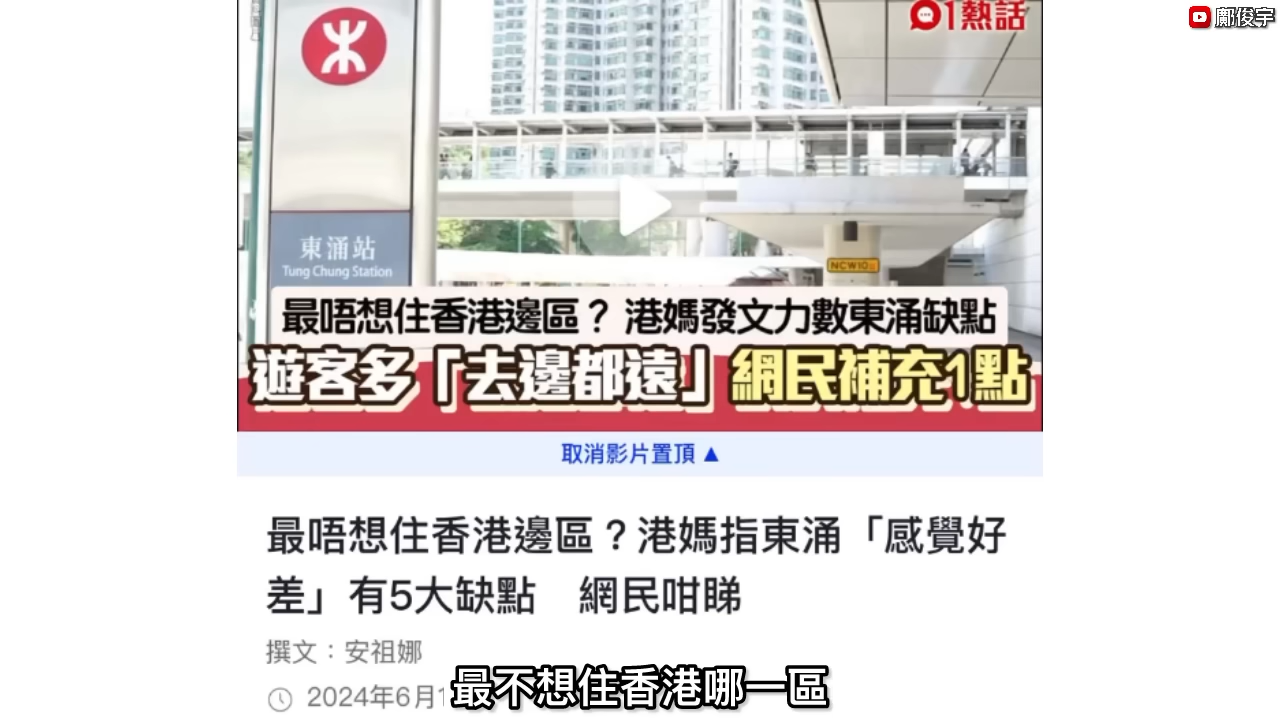 1熱話
鄺俊宇
東涌站
Tung Chung Station
NCW10
最唔想住香港邊區？ 港媽發文力數東涌缺點
遊客多「去邊都遠」網民補充1點
取消影片置頂 ▲
最唔想住香港邊區？港媽指東涌「感覺好
差」有5大缺點　網民咁睇
撰文：安祖娜
2024年6月
最不想住香港哪一區